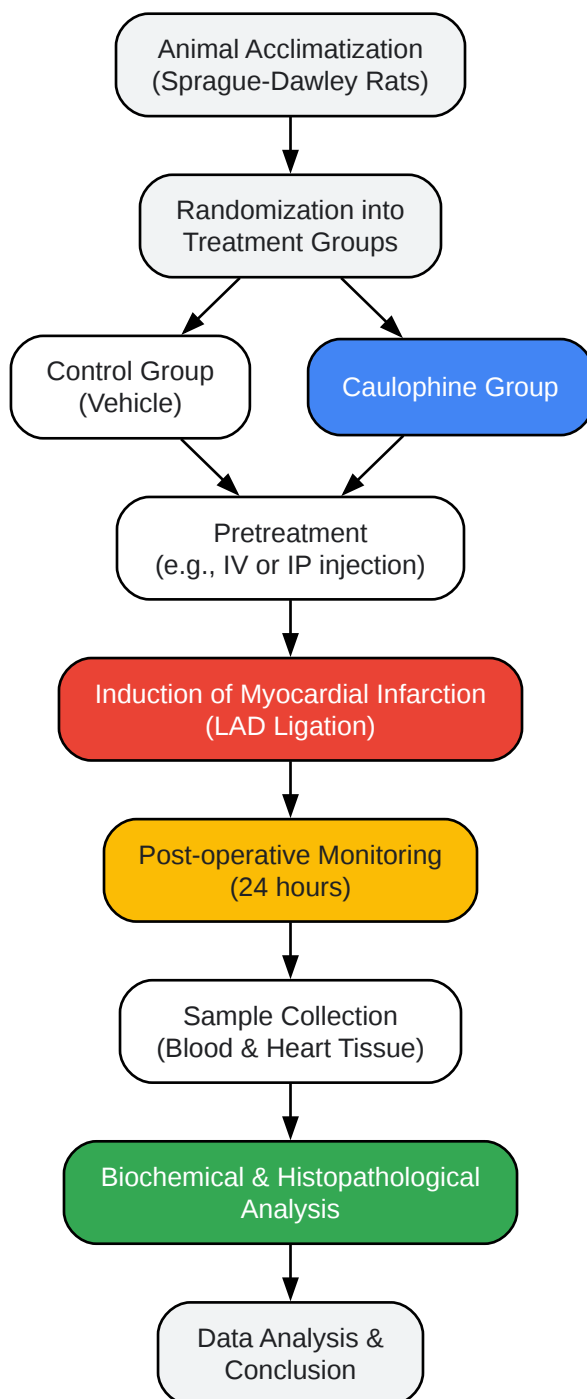 Animal Acclimatization
(Sprague-Dawley Rats)
Randomization into
Treatment Groups
Control Group
(Vehicle)
Caulophine Group
Pretreatment
(e.g., IV or IP injection)
Induction of Myocardial Infarction
(LAD Ligation)
Post-operative Monitoring
(24 hours)
Sample Collection
(Blood & Heart Tissue)
Biochemical & Histopathological
Analysis
Data Analysis &
Conclusion